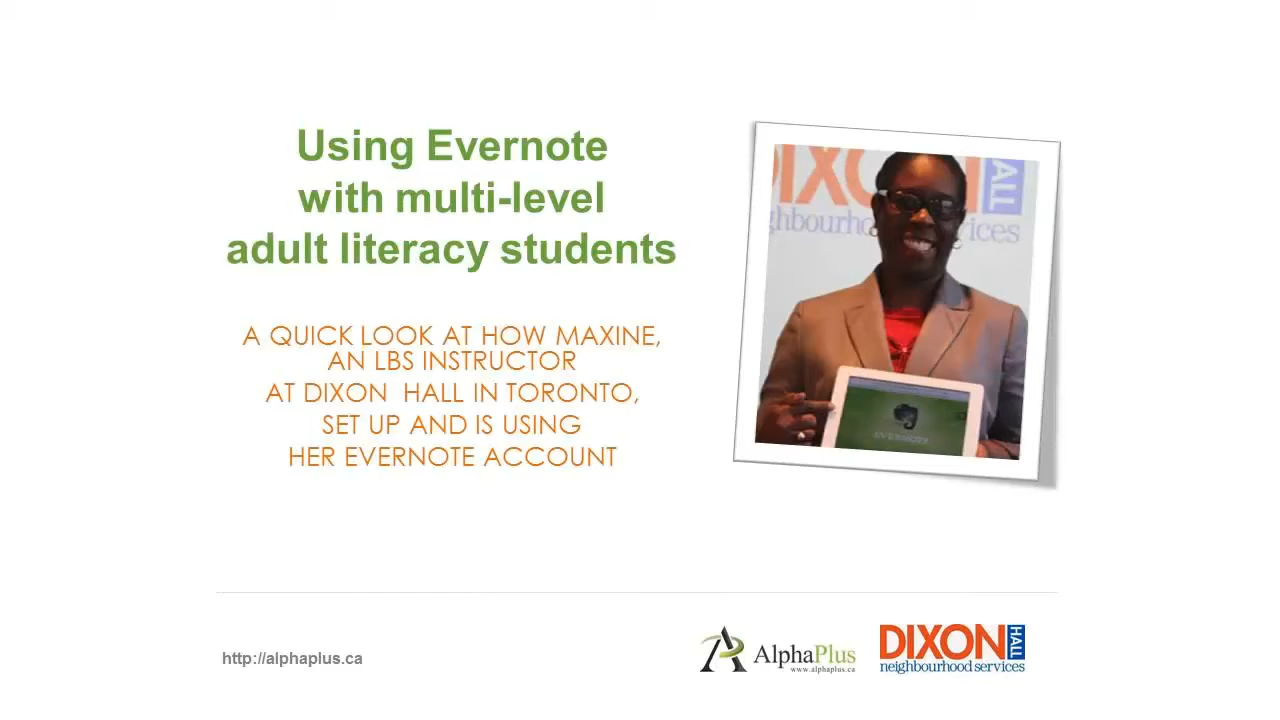 Using Evernote
with multi-level
adult literacy students
A QUICK LOOK AT HOW MAXINE,
AN LBS INSTRUCTOR
AT DIXON HALL IN TORONTO,
SET UP AND IS USING
HER EVERNOTE ACCOUNT
DIXON HALL
neighbourhood services
EVERNOTE
http://alphaplus.ca
AlphaPlus
www.alphaplus.ca
DIXON HALL
neighbourhood services